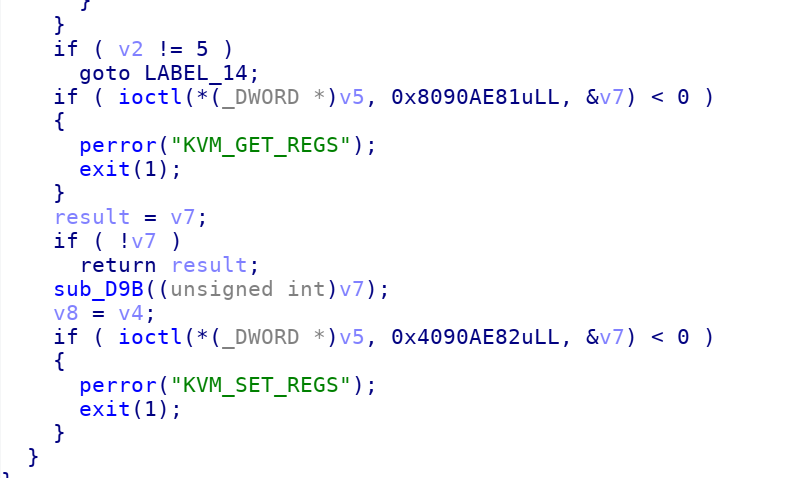 }
}
if ( v2 != 5 )
goto LABEL_14;
if ( ioctl(*(_DWORD *)v5, 0x8090AE81uLL, &v7) < 0 )
{
perror("KVM_GET_REGS");
exit(1);
}
result = v7;
if ( !v7 )
return result;
sub_D9B((unsigned int)v7);
v8 = v4;
if ( ioctl(*(_DWORD *)v5, 0x4090AE82uLL, &v7) < 0 )
{
perror("KVM_SET_REGS");
exit(1);
}
}
}